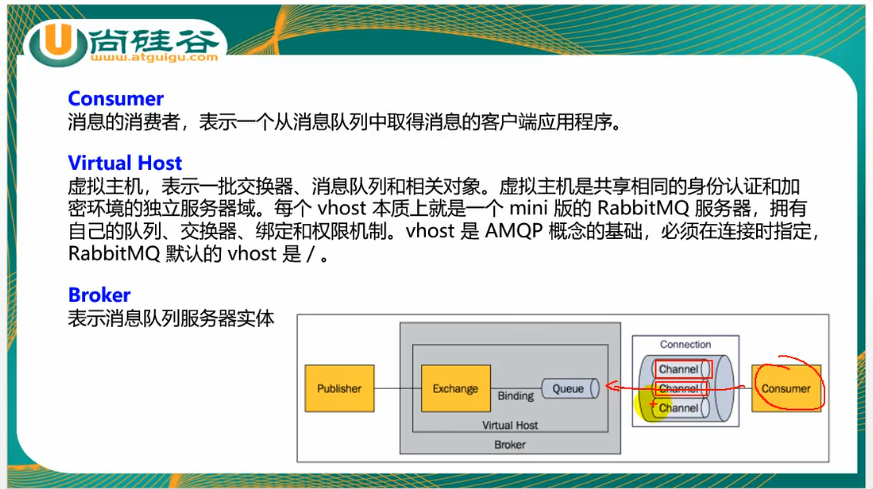 U尚硅谷
www.atguigu.com
Consumer
消息的消费者，表示一个从消息队列中取得消息的客户端应用程序。
Virtual Host
虚拟主机，表示一批交换器、消息队列和相关对象。虚拟主机是共享相同的身份认证和加
密环境的独立服务器域。每个 vhost 本质上就是一个 mini 版的 RabbitMQ 服务器，拥有
自己的队列、交换器、绑定和权限机制。vhost 是 AMQP 概念的基础，必须在连接时指定，
RabbitMQ 默认的 vhost 是 / 。
Broker
表示消息队列服务器实体
Publisher
Exchange
Binding
Queue
Virtual Host
Broker
Connection
Channel
Channel
Channel
Consumer